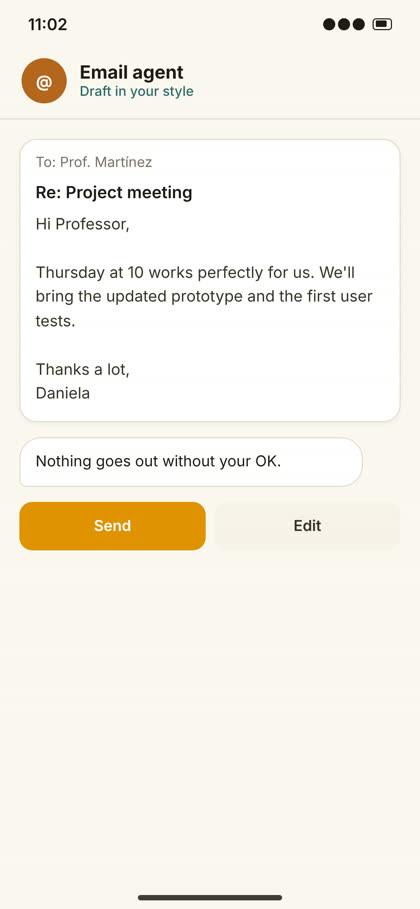 11:02
@
Email agent
Draft in your style
To: Prof. Martínez
Re: Project meeting
Hi Professor,
Thursday at 10 works perfectly for us. We'll
bring the updated prototype and the first user
tests.
Thanks a lot,
Daniela
Nothing goes out without your OK.
Send
Edit